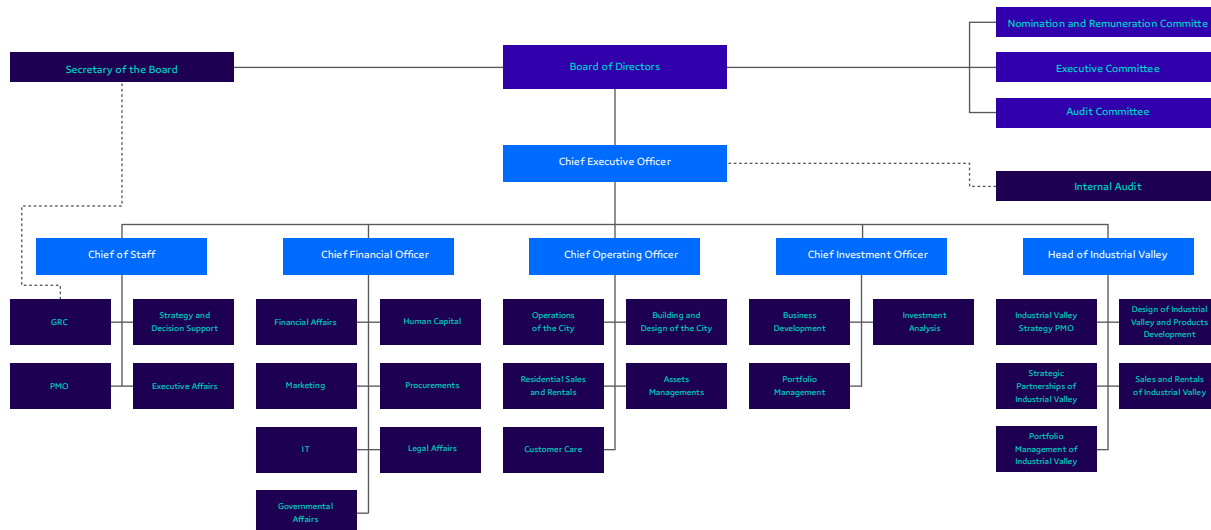 Nomination and Remuneration Committe
Secretary of the Board
Board of Directors
Executive Committee
Audit Committee
Chief Executive Officer
Internal Audit
Chief of Staff
Chief Financial Officer
Chief Operating Officer
Chief Investment Officer
Head of Industrial Valley
GRC
Strategy and
Decision Support
Financial Affairs
Human Capital
Operations
of the City
Building and
Design of the City
Business
Development
Investment
Analysis
Industrial Valley
Strategy PMO
Design of Industrial
Valley and Products
Development
PMO
Executive Affairs
Marketing
Procurements
Residential Sales
and Rentals
Assets
Managements
Portfolio
Management
Strategic
Partnerships of
Industrial Valley
Sales and Rentals
of Industrial Valley
IT
Legal Affairs
Customer Care
Portfolio
Management of
Industrial Valley
Governmental
Affairs